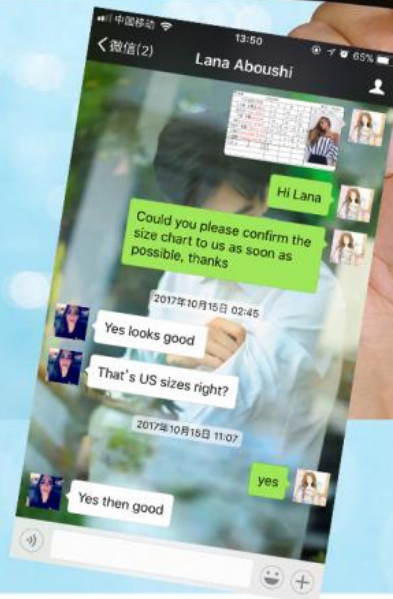 中国移动
13:50
65%
微信(2)
Lana Aboushi
Hi Lana
Could you please confirm the
size chart to us as soon as
possible, thanks
2017年10月15日 02:45
Yes looks good
That's US sizes right?
2017年10月15日 11:07
yes
Yes then good